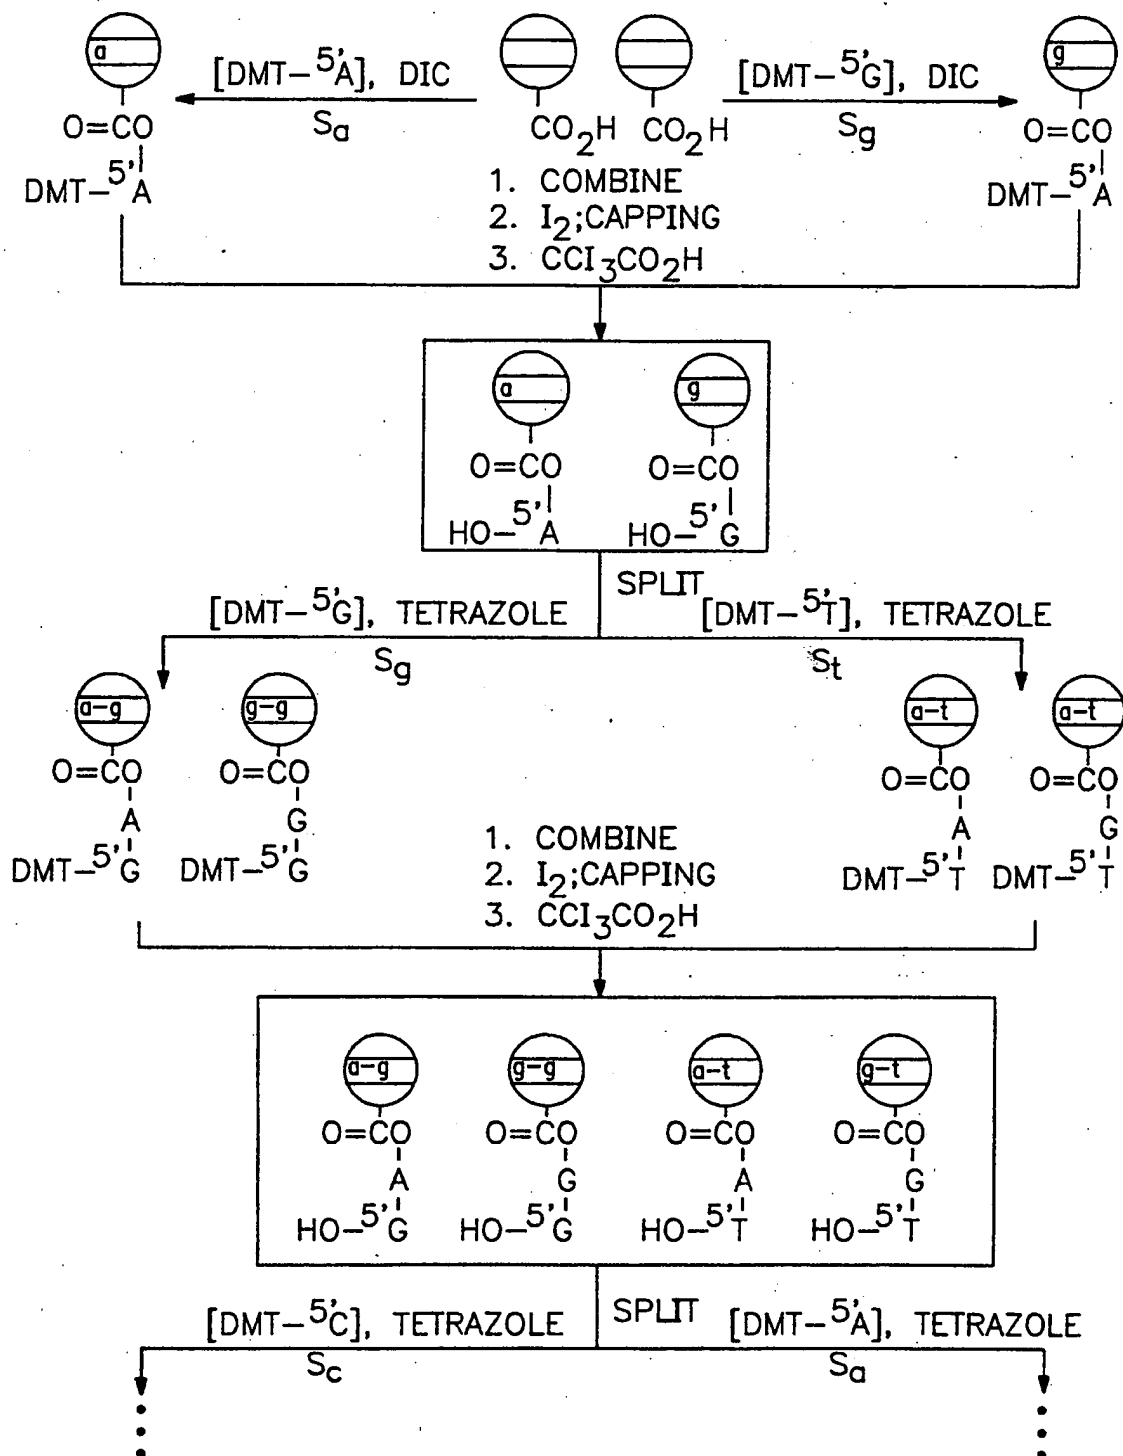 a
[DMT-5'A], DIC
Sa
CO2H CO2H
[DMT-5'G], DIC
Sg
g
O=CO
DMT-5'A
O=CO
DMT-5'A
1. COMBINE
2. I2;CAPPING
3. CCI3CO2H
a g
O=CO O=CO
HO-5'A HO-5'G
SPLIT
[DMT-5'G], TETRAZOLE
Sg
[DMT-5'T], TETRAZOLE
St
a-g g-g
O=CO O=CO
A G
DMT-5'G DMT-5'G
a-t a-t
O=CO O=CO
A G
DMT-5'T DMT-5'T
1. COMBINE
2. I2;CAPPING
3. CCI3CO2H
a-g g-g a-t g-t
O=CO O=CO O=CO O=CO
A G A G
HO-5'G HO-5'G HO-5'T HO-5'T
SPLIT
[DMT-5'C], TETRAZOLE
Sc
[DMT-5'A], TETRAZOLE
Sa